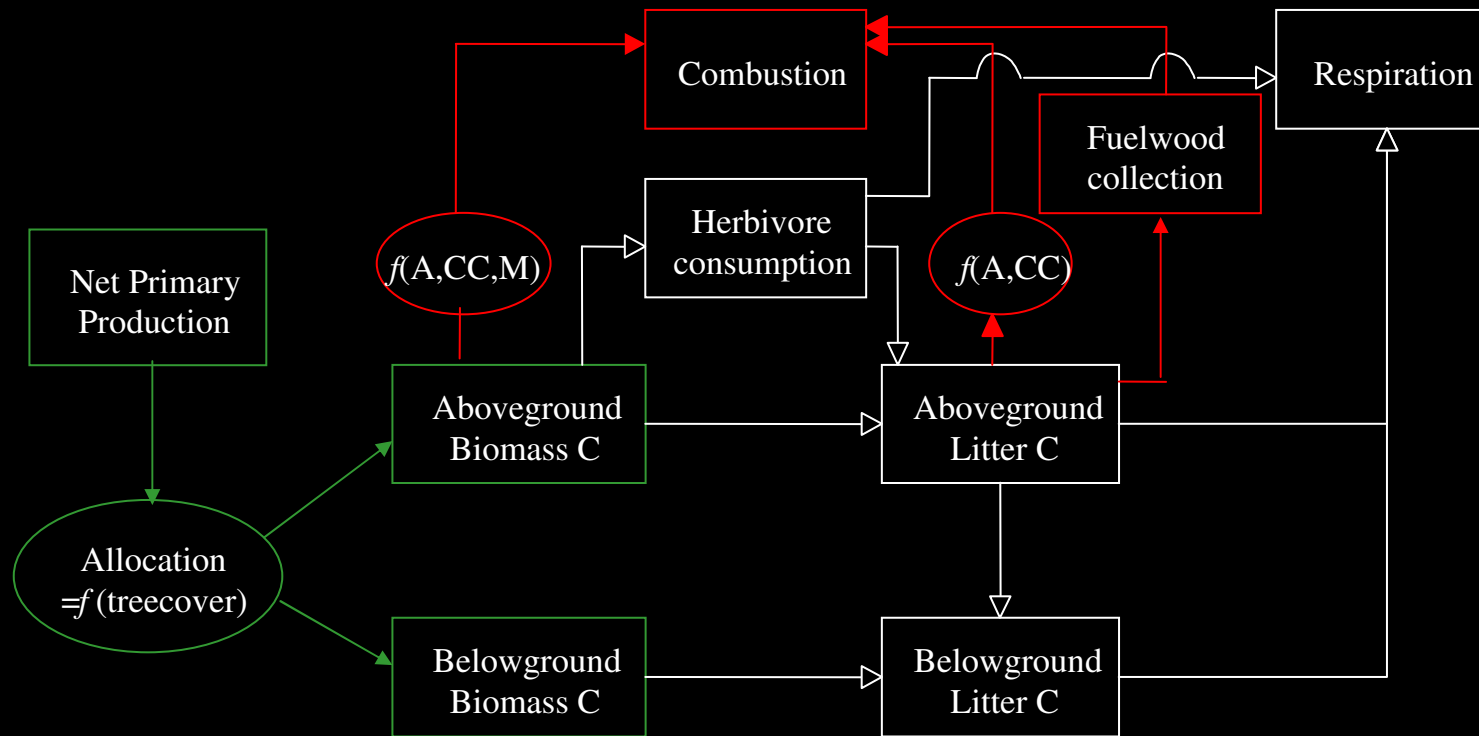 Combustion
Respiration
Fuelwood
collection
Herbivore
consumption
f(A,CC,M)
f(A,CC)
Net Primary
Production
Aboveground
Biomass C
Aboveground
Litter C
Allocation
=f (treecover)
Belowground
Biomass C
Belowground
Litter C